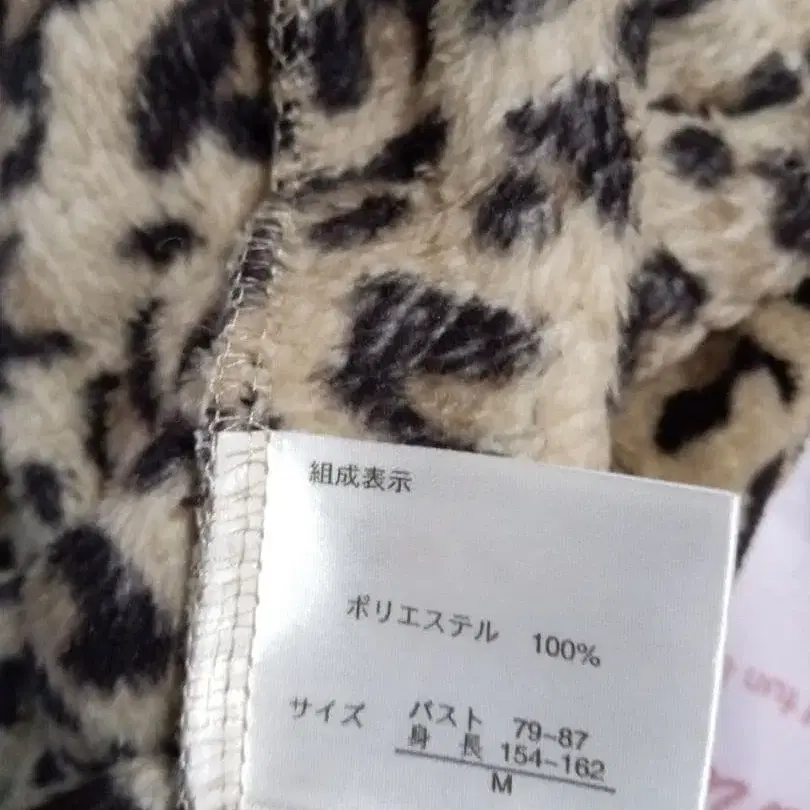 組成表示
ポリエステル 100%
サイズ バスト 79-87
身長 154-162
M
fun